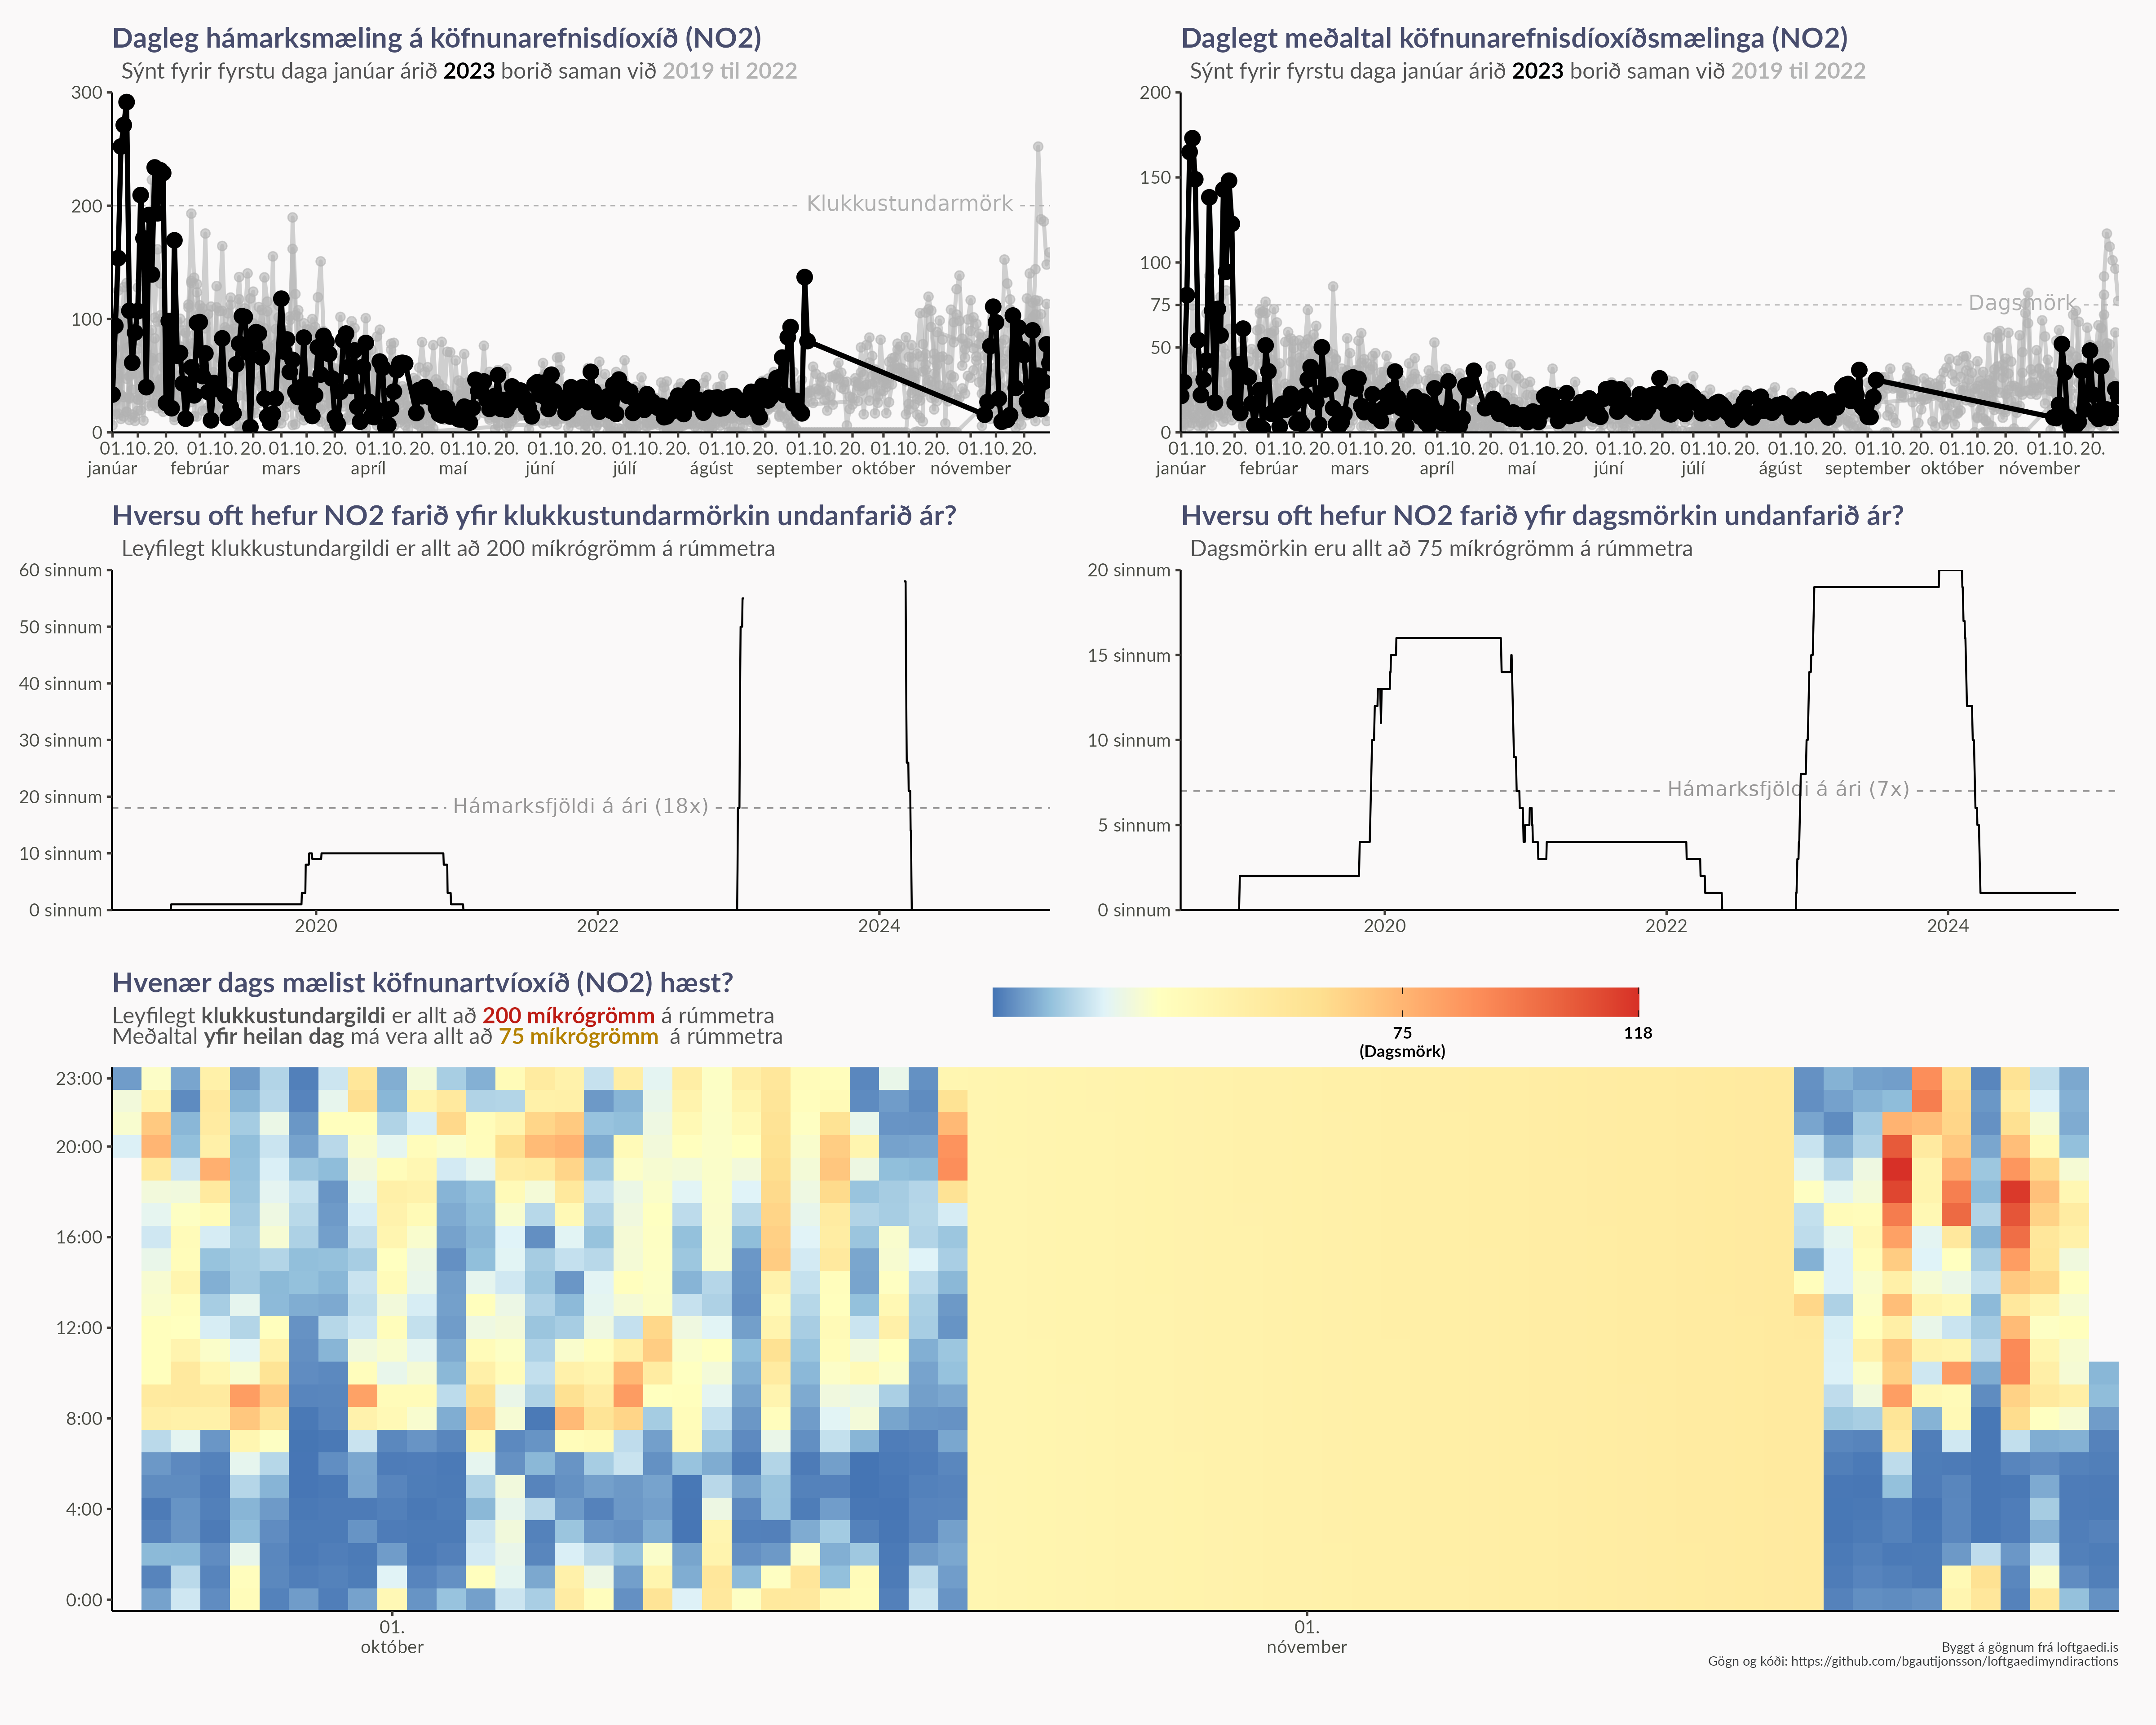 Dagleg hámarksmæling á köfnunarefnisdíoxíð (NO2)
Sýnt fyrir fyrstu daga janúar árið 2023 borið saman við 2019 til 2022
300
200
100
0
Klukkustundarmörk
01. 10. 20. 01. 10. 20. 01. 10. 20. 01. 10. 20. 01. 10. 20. 01. 10. 20. 01. 10. 20. 01. 10. 20. 01. 10. 20. 01. 10. 20. 01. 10. 20.
janúar febrúar mars apríl maí júní júlí ágúst september október nóvember
Daglegt meðaltal köfnunarefnisdíoxíðsmælinga (NO2)
Sýnt fyrir fyrstu daga janúar árið 2023 borið saman við 2019 til 2022
200
150
100
75
50
0
Dagsmörk
01. 10. 20. 01. 10. 20. 01. 10. 20. 01. 10. 20. 01. 10. 20. 01. 10. 20. 01. 10. 20. 01. 10. 20. 01. 10. 20. 01. 10. 20. 01. 10. 20.
janúar febrúar mars apríl maí júní júlí ágúst september október nóvember
Hversu oft hefur NO2 farið yfir klukkustundarmörkin undanfarið ár?
Leyfilegt klukkustundargildi er allt að 200 míkrógrömm á rúmmetra
60 sinnum
50 sinnum
40 sinnum
30 sinnum
20 sinnum
10 sinnum
0 sinnum
Hámarksfjöldi á ári (18x)
2020 2022 2024
Hversu oft hefur NO2 farið yfir dagsmörkin undanfarið ár?
Dagsmörkin eru allt að 75 míkrógrömm á rúmmetra
20 sinnum
15 sinnum
10 sinnum
5 sinnum
0 sinnum
Hámarksfjöldi á ári (7x)
2020 2022 2024
Hvenær dags mælist köfnunartvíoxíð (NO2) hæst?
Leyfilegt klukkustundargildi er allt að 200 míkrógrömm á rúmmetra
Meðaltal yfir heilan dag má vera allt að 75 míkrógrömm á rúmmetra
75 118
(Dagsmörk)
23:00
20:00
16:00
12:00
8:00
4:00
0:00
01. 01.
október nóvember
Byggt á gögnum frá loftgaedi.is
Gögn og kóði: https://github.com/bgautijonsson/loftgaedimyndiractions